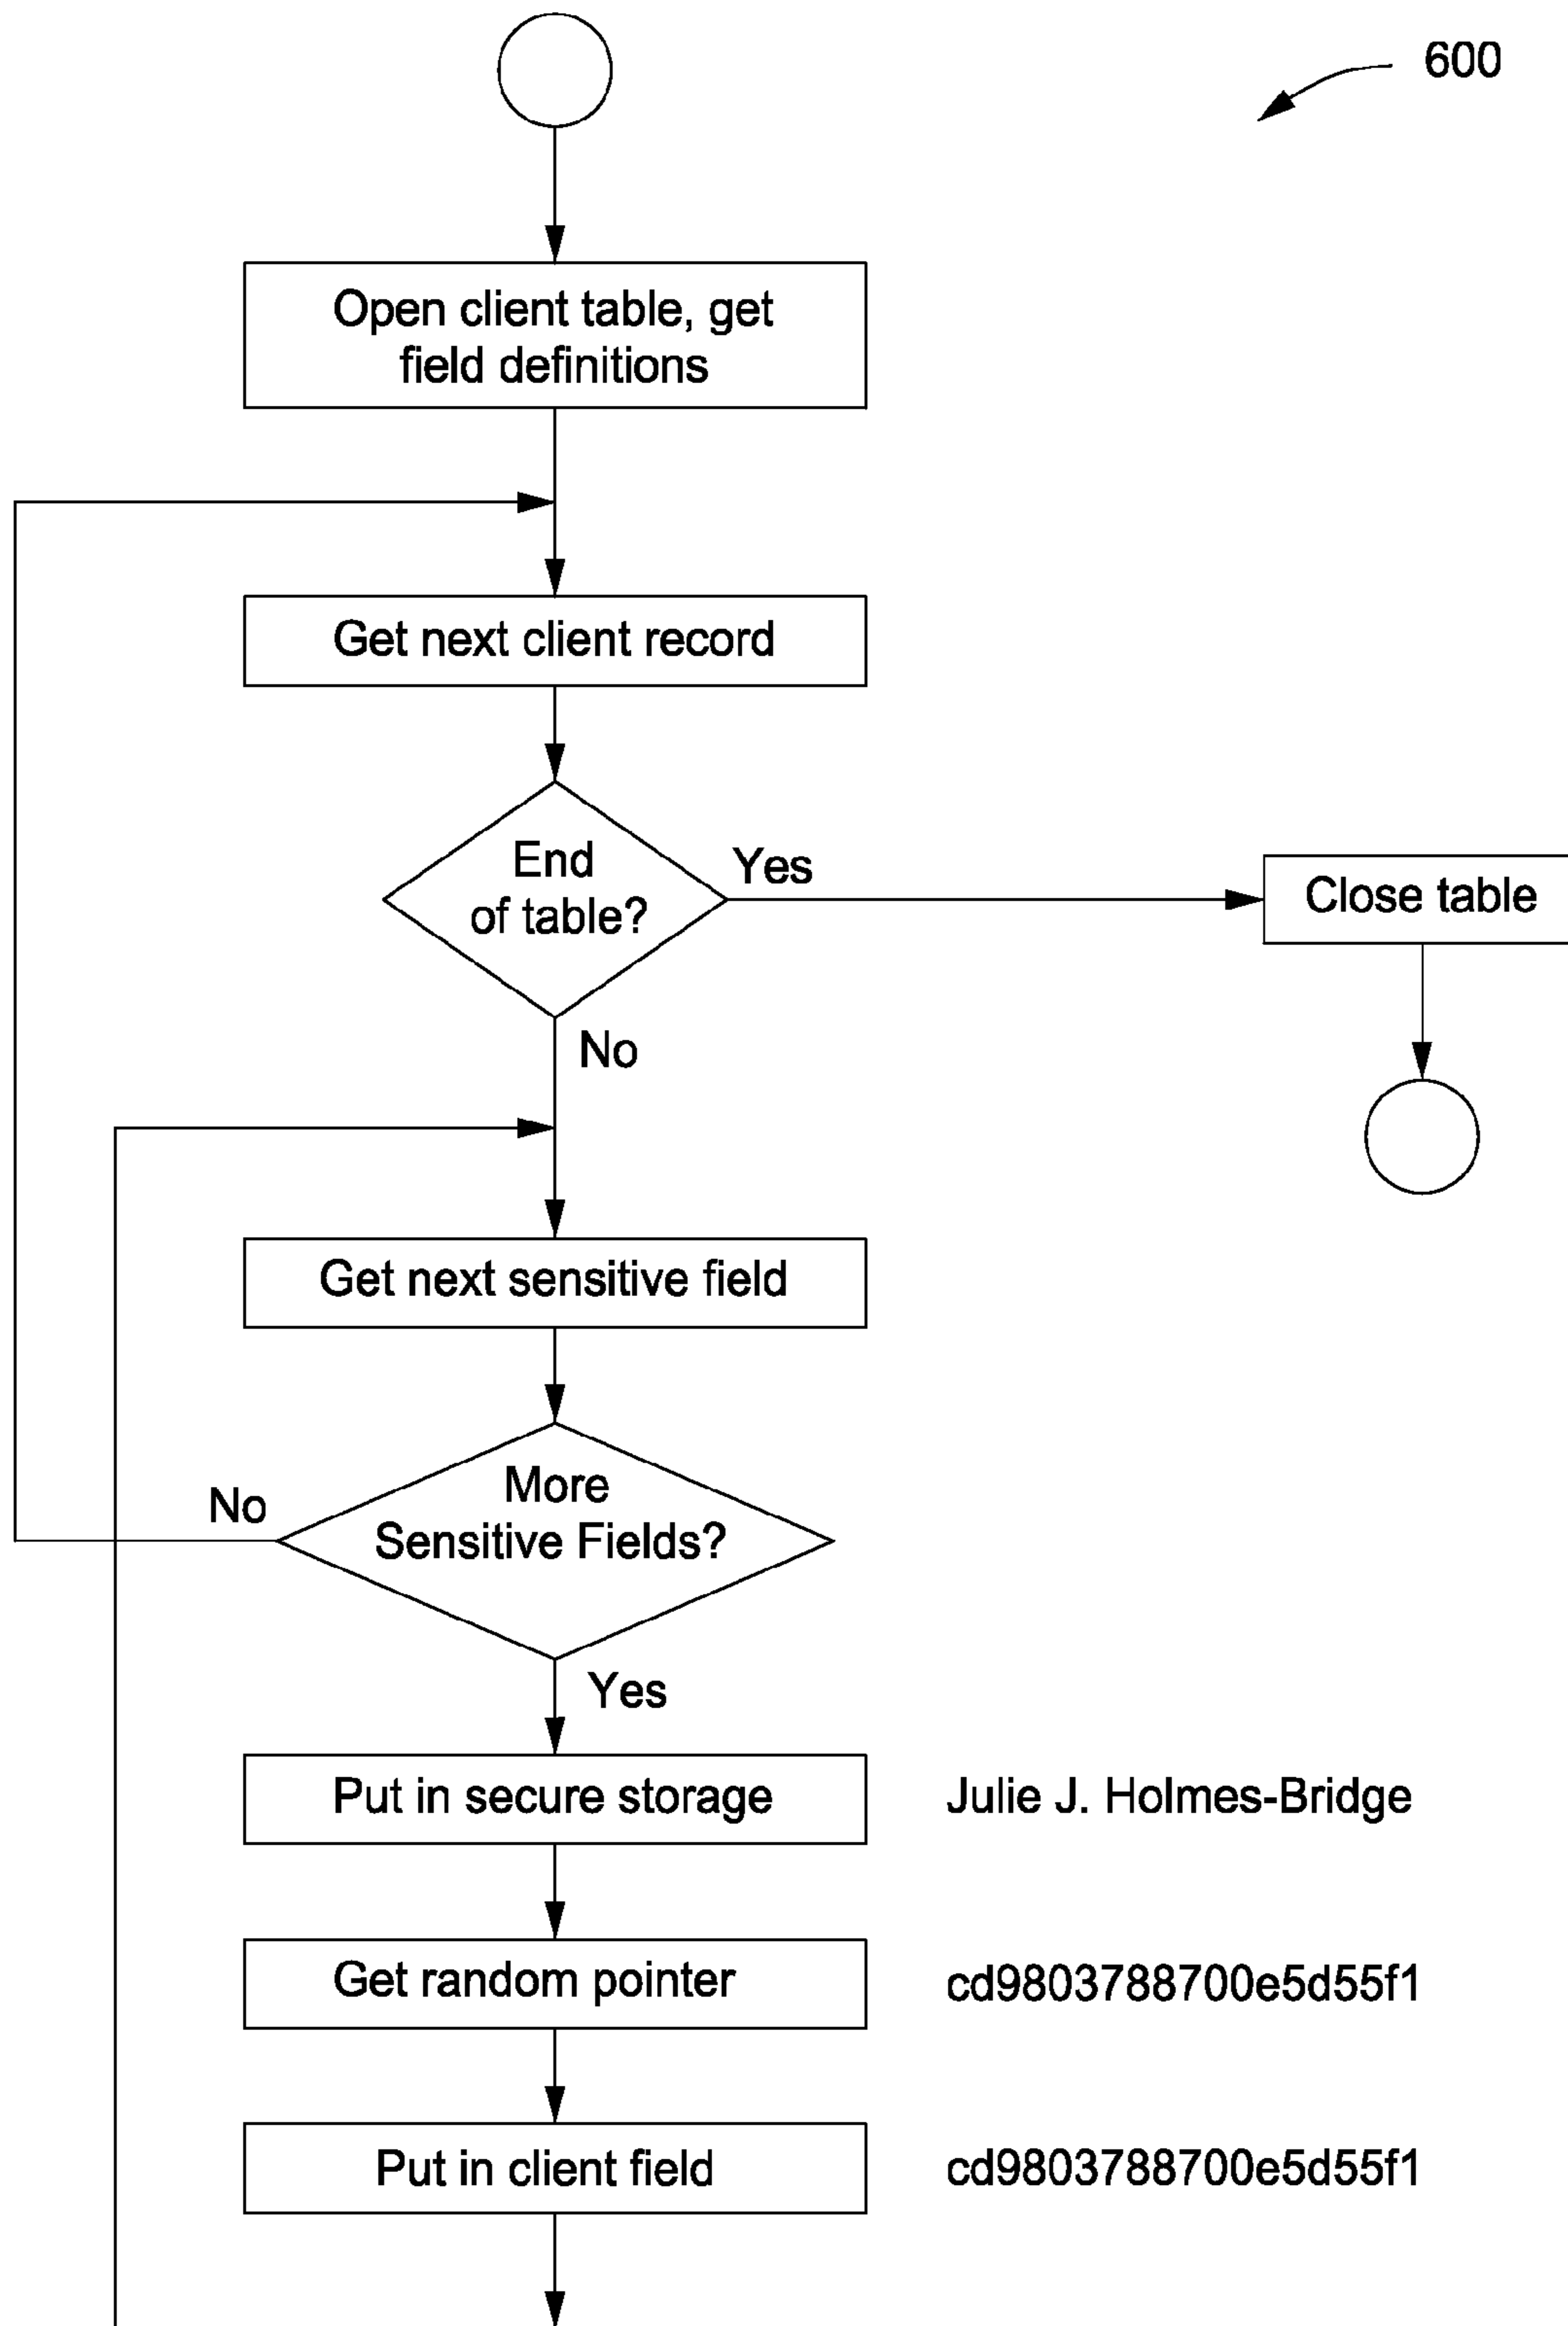 600
Open client table, get
field definitions
Get next client record
End
of table?
Yes
Close table
No
Get next sensitive field
More
Sensitive Fields?
No
Yes
Put in secure storage
Julie J. Holmes-Bridge
Get random pointer
cd9803788700e5d55f1
Put in client field
cd9803788700e5d55f1